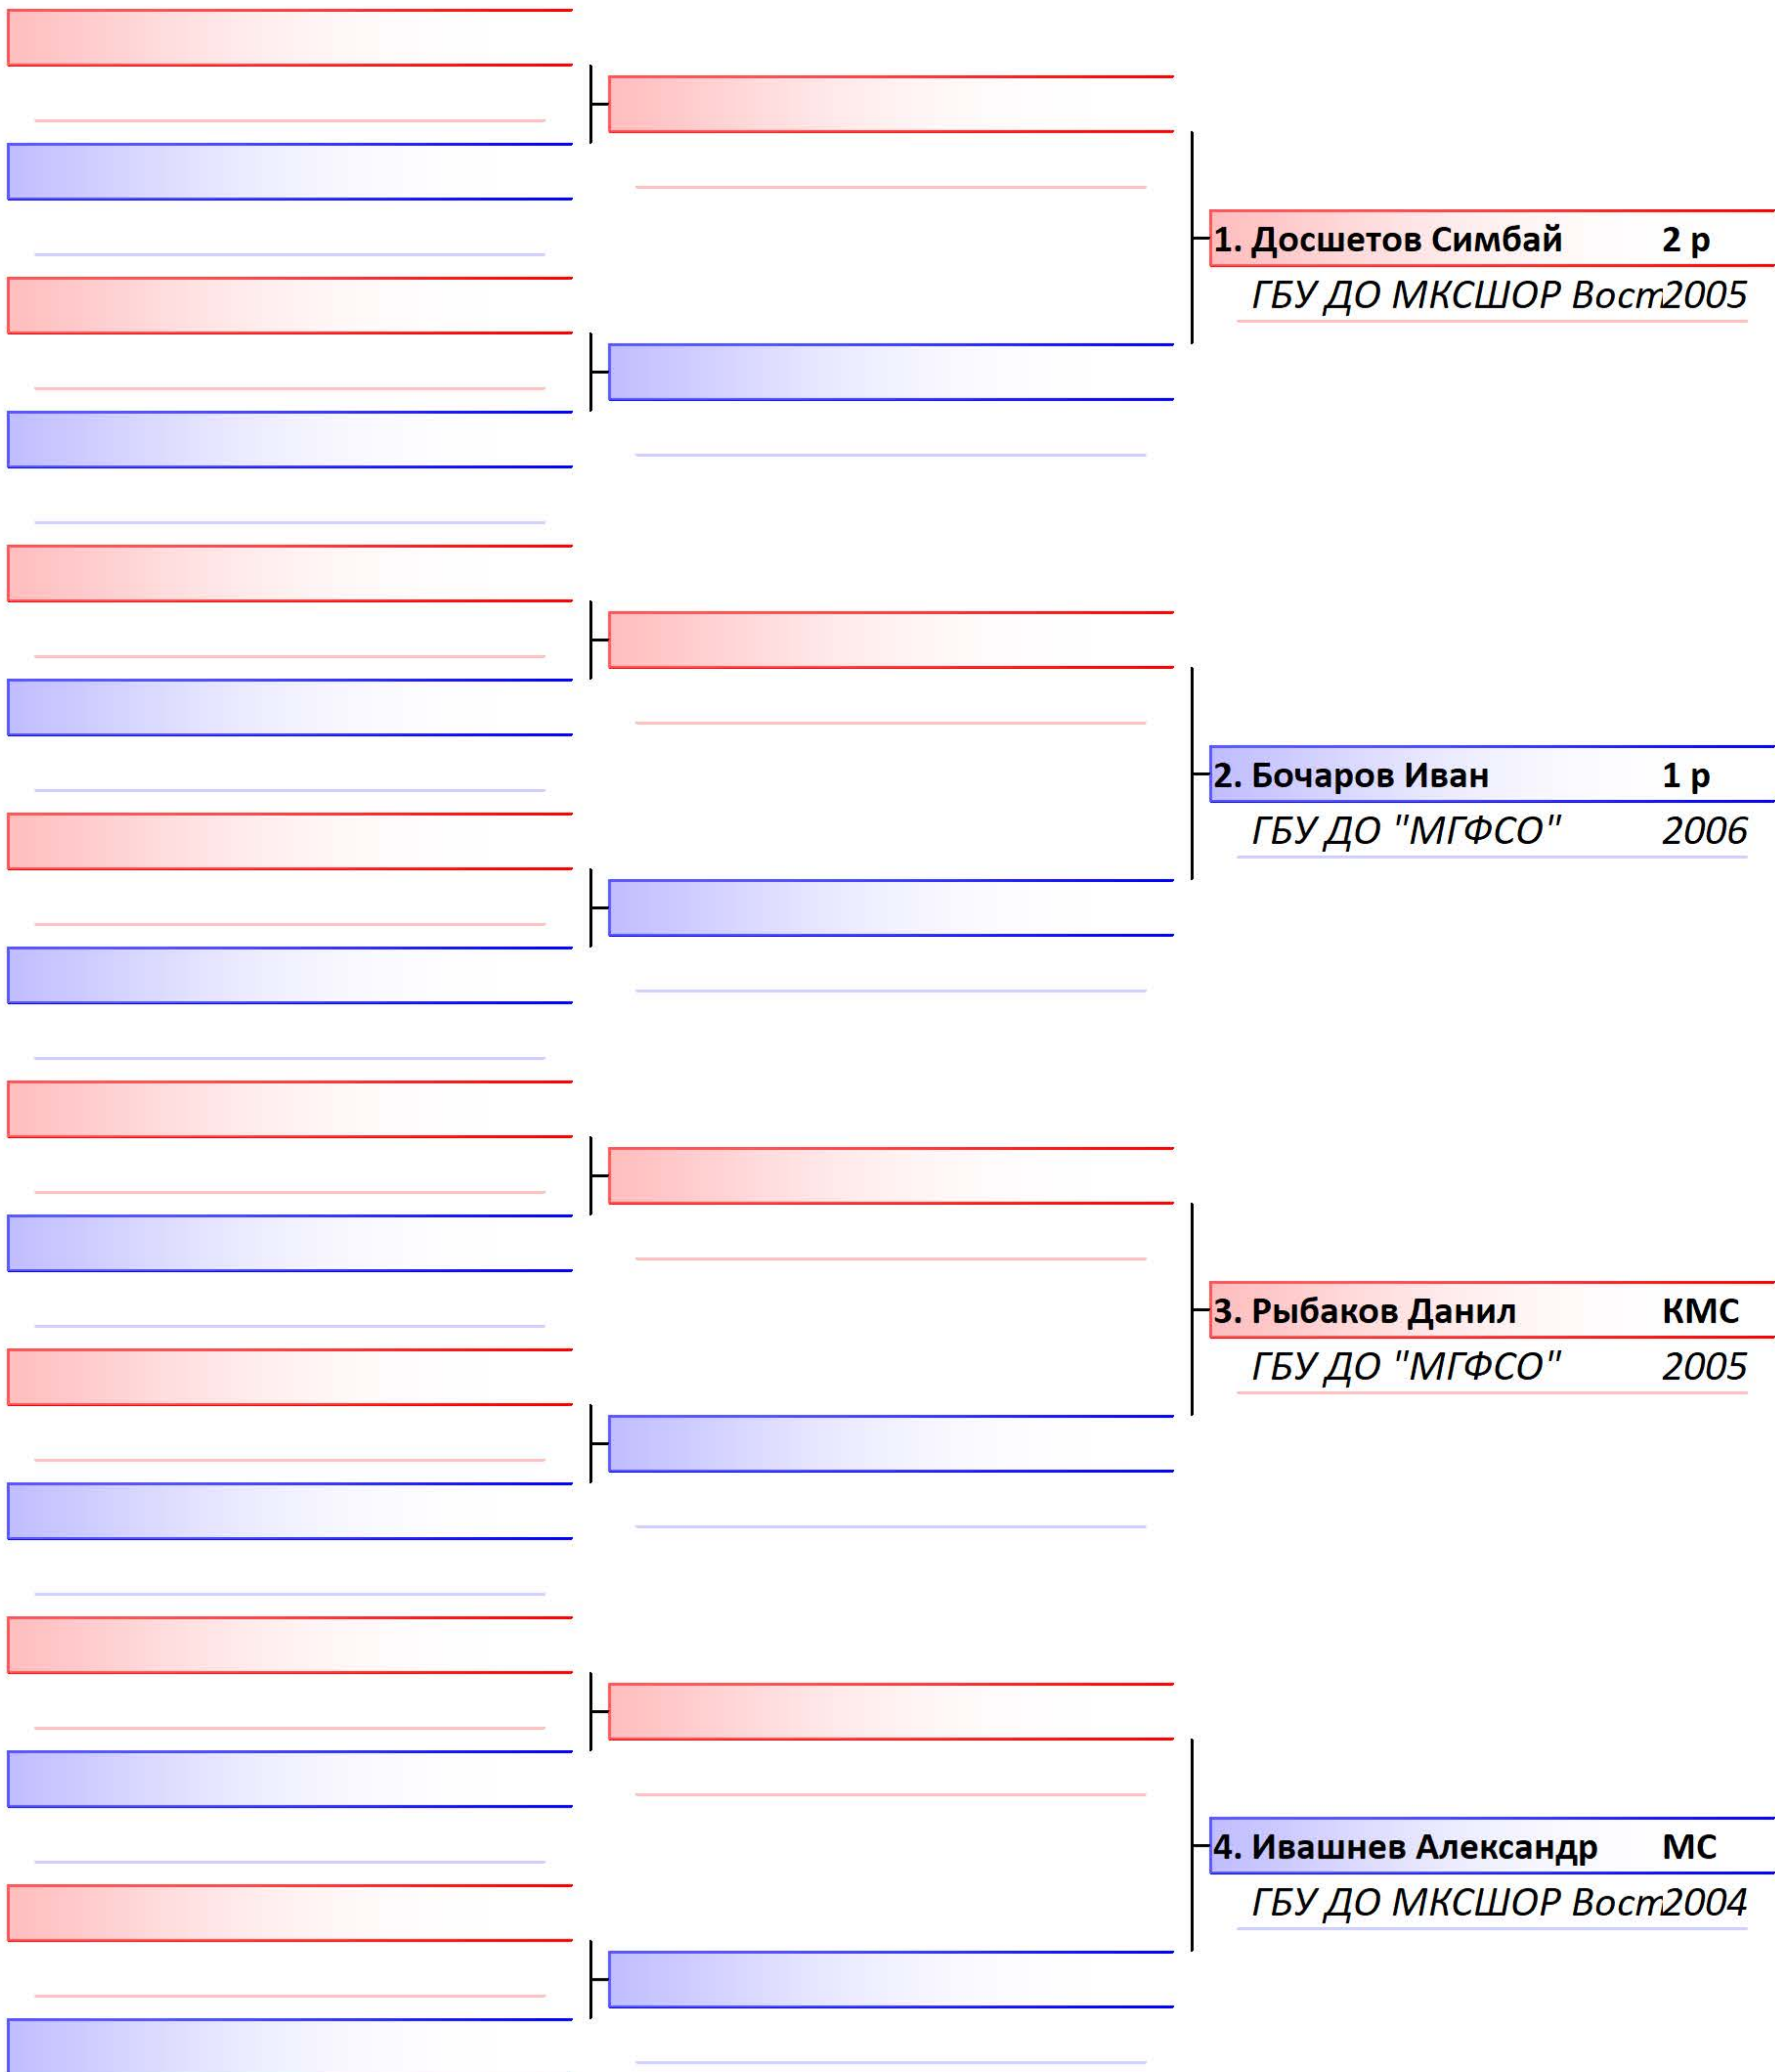 1. Досшетов Симбай 2 р
ГБУ ДО МКСШОР Вост 2005
2. Бочаров Иван 1 р
ГБУ ДО "МГФСО" 2006
3. Рыбаков Данил КМС
ГБУ ДО "МГФСО" 2005
4. Ивашнев Александр МС
ГБУ ДО МКСШОР Вост 2004